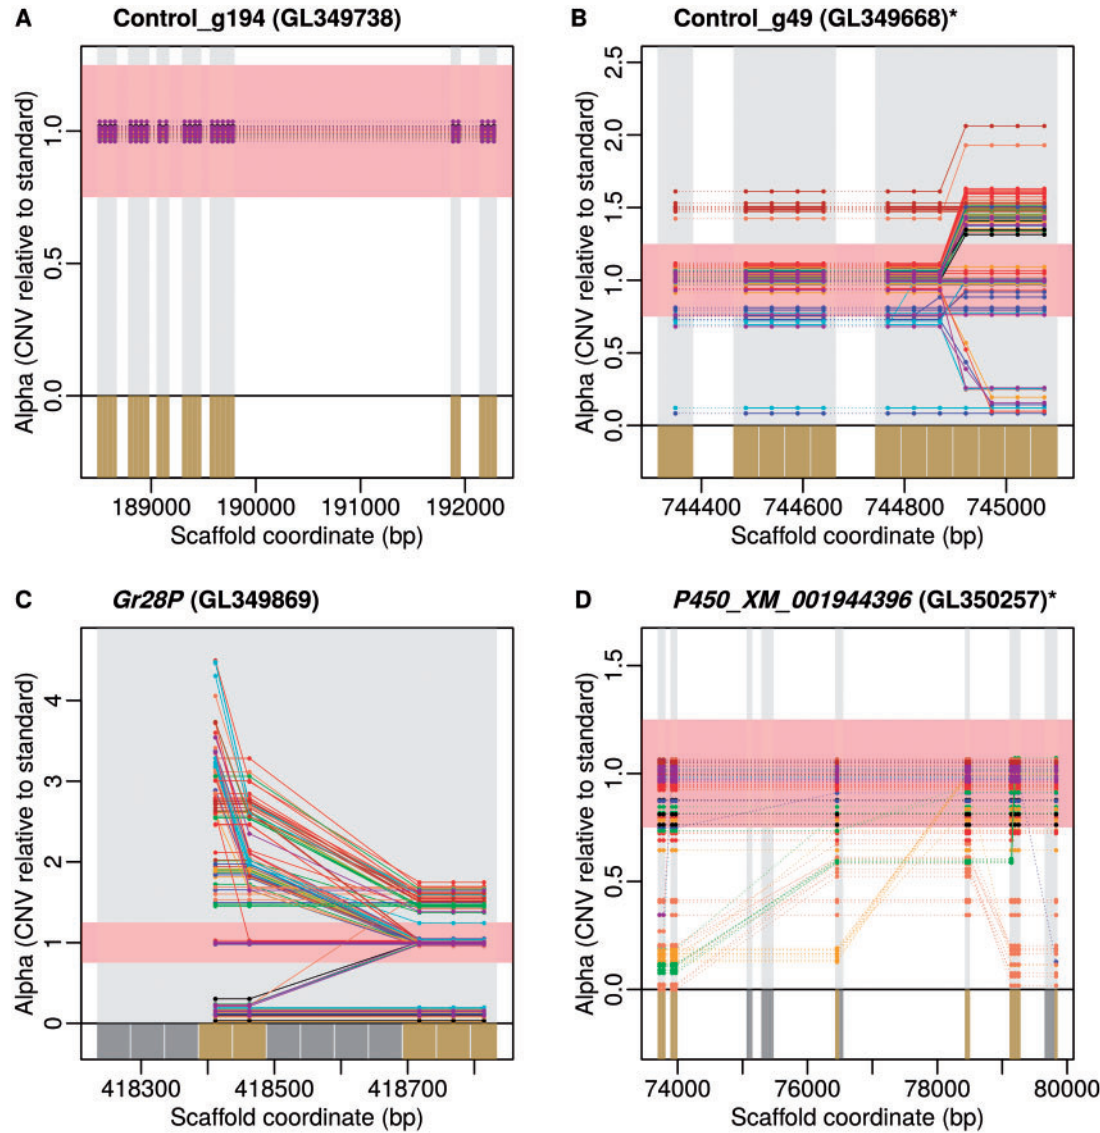 A Control_g194 (GL349738)
Alpha (CNV relative to standard)
1.0
0.5
0.0
189000 190000 191000 192000
Scaffold coordinate (bp)
B Control_g49 (GL349668)*
Alpha (CNV relative to standard)
2.5
2.0
1.5
1.0
0.5
0.0
744400 744600 744800 745000
Scaffold coordinate (bp)
C Gr28P (GL349869)
Alpha (CNV relative to standard)
4
3
2
1
0
418300 418500 418700
Scaffold coordinate (bp)
D P450_XM_001944396 (GL350257)*
Alpha (CNV relative to standard)
1.5
1.0
0.5
0.0
74000 76000 78000 80000
Scaffold coordinate (bp)